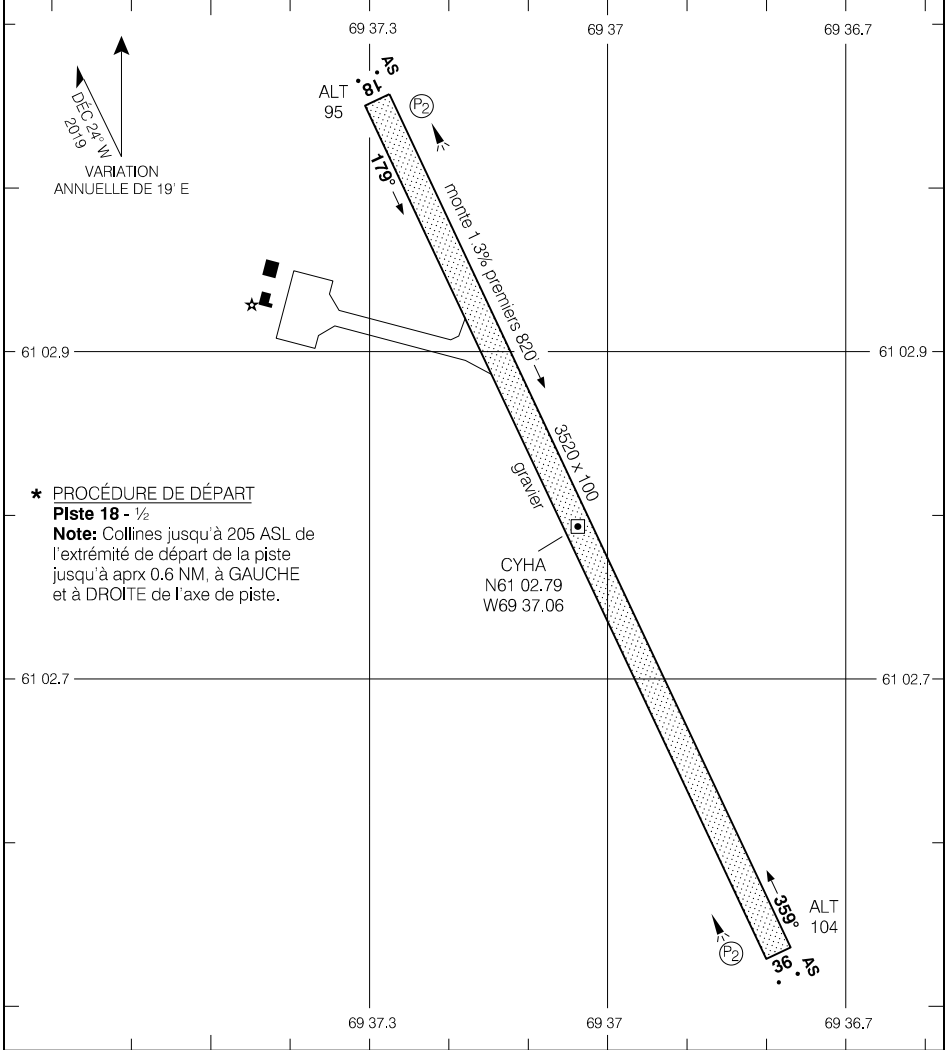 69 37.3
69 37
69 36.7
DÉC 24° W
2019
VARIATION
ANNUELLE DE 19' E
ALT
95
18
AS
P2
179°
monte 1.3% premiers 820'
61 02.9
61 02.9
3520 x 100
gravier
* PROCÉDURE DE DÉPART
Piste 18 - ½
Note: Collines jusqu'à 205 ASL de
l'extrémité de départ de la piste
jusqu'à aprx 0.6 NM, à GAUCHE
et à DROITE de l'axe de piste.
CYHA
N61 02.79
W69 37.06
61 02.7
61 02.7
359°
ALT
104
P2
36
AS
69 37.3
69 37
69 36.7